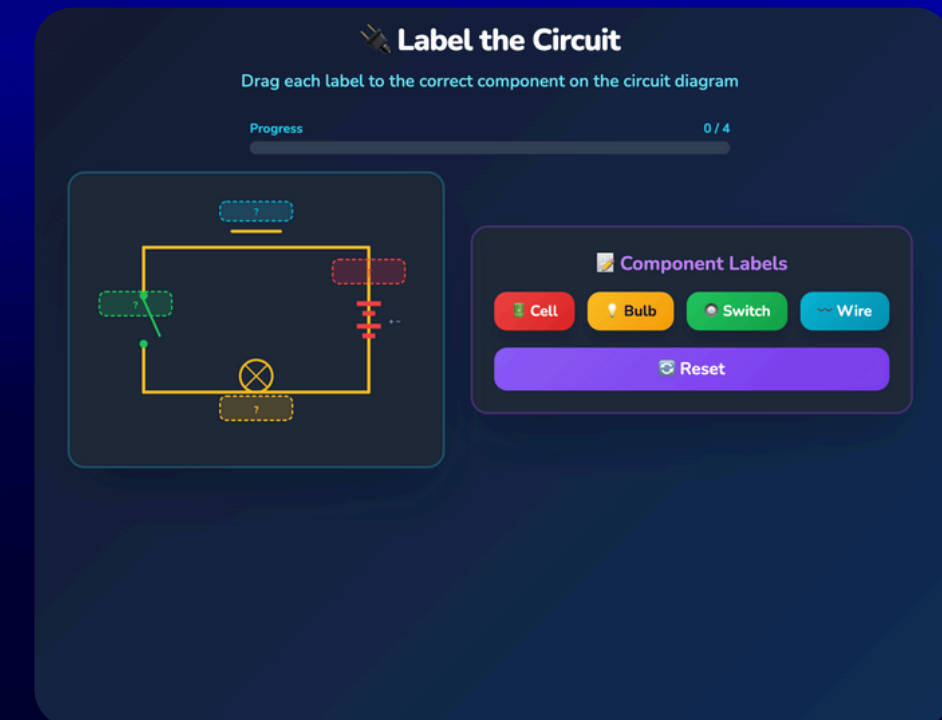 Label the Circuit
Drag each label to the correct component on the circuit diagram
Progress 0 / 4
?
?
+ -
?
Component Labels
Cell Bulb Switch Wire
Reset